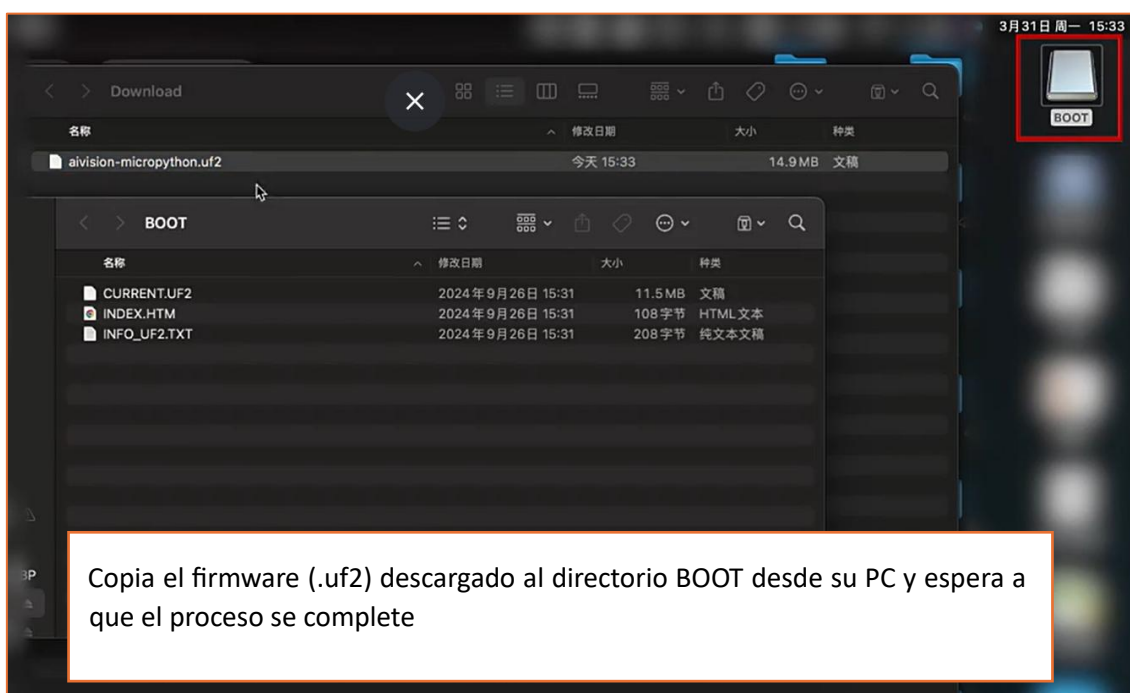 3月31日 周一 15:33
BOOT
Download
名称 修改日期 大小 种类
aivision-micropython.uf2 今天 15:33 14.9 MB 文稿
BOOT
名称 修改日期 大小 种类
CURRENT.UF2 2024年9月26日 15:31 11.5 MB 文稿
INDEX.HTM 2024年9月26日 15:31 108字节 HTML文本
INFO_UF2.TXT 2024年9月26日 15:31 208字节 纯文本文稿
BP
Copia el firmware (.uf2) descargado al directorio BOOT desde su PC y espera a
que el proceso se complete